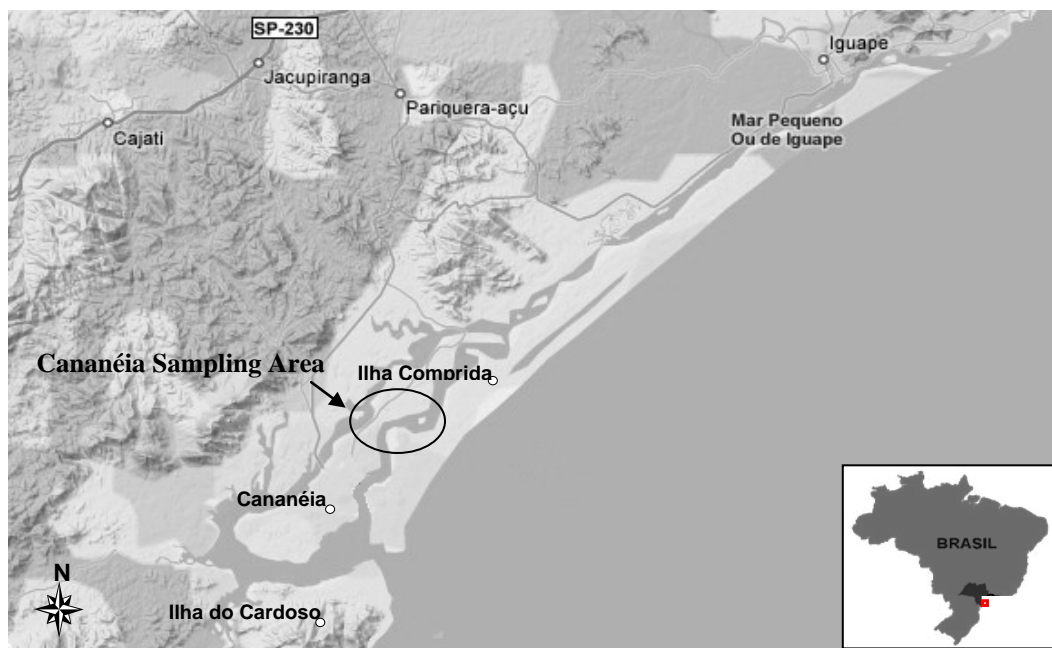 SP-230
Jacupiranga
Iguape
Pariquera-açu
Cajati
Mar Pequeno
Ou de Iguape
Cananéia Sampling Area
Ilha Comprida
Cananéia
BRASIL
N
Ilha do Cardoso